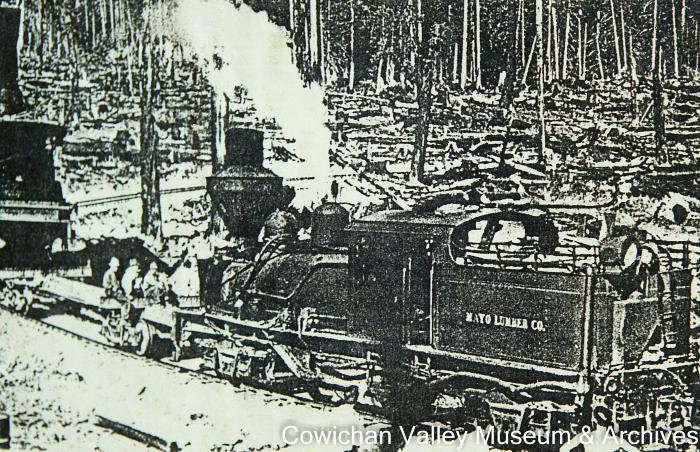 MAYO LUMBER CO.
Cowichan Valley Museum & Archives